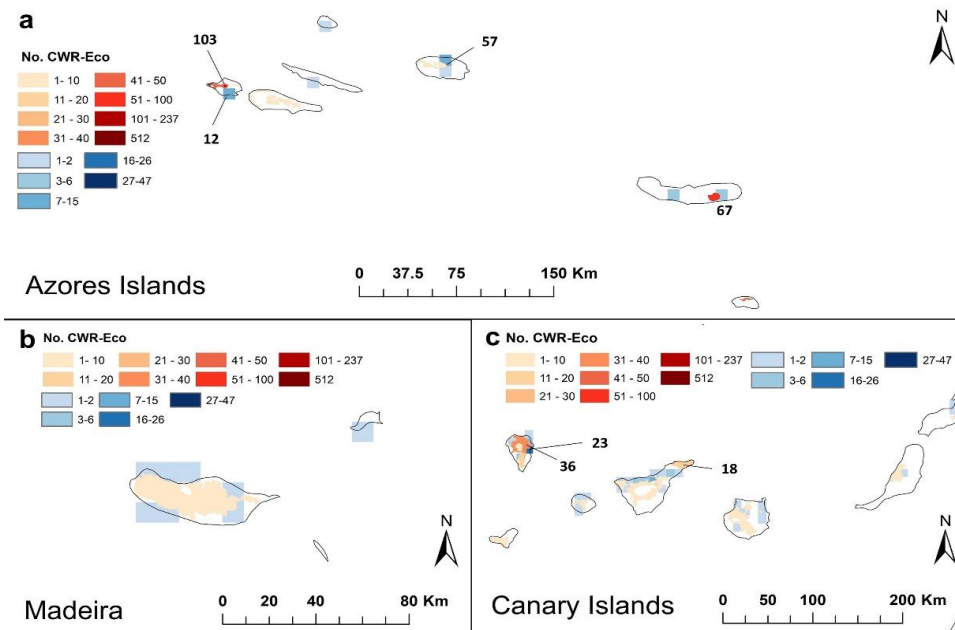 a
No. CWR-Eco
1- 10
41 - 50
11 - 20
51 - 100
21 - 30
101 - 237
31 - 40
512
1-2
16-26
3-6
27-47
7-15
103
12
57
67
N
0 37.5 75 150 Km
Azores Islands
b
No. CWR-Eco
1- 10 21 - 30 41 - 50 101 - 237
11 - 20 31 - 40 51 - 100 512
1-2 7-15 27-47
3-6 16-26
N
0 20 40 80 Km
Madeira
c
No. CWR-Eco
1- 10 31 - 40 101 - 237 1-2 7-15 27-47
11 - 20 41 - 50 512 3-6 16-26
21 - 30 51 - 100
23
36
18
N
0 50 100 200 Km
Canary Islands